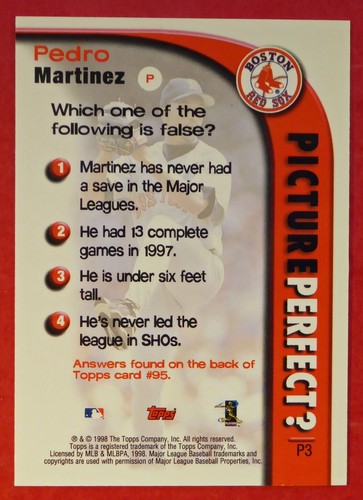 Pedro
Martinez
P
BOSTON
RED SOX
PICTURE PERFECT?
Which one of the
following is false?
1 Martinez has never had
a save in the Major
Leagues.
2 He had 13 complete
games in 1997.
3 He is under six feet
tall.
4 He's never led the
league in SHOs.
Answers found on the back of
Topps card #95.
Topps
P3
® & © 1998 The Topps Company, Inc. All rights reserved.
Topps is a registered trademark of The Topps Company, Inc.
Licensed by MLB & MLBPA, 1998. Major League Baseball trademarks and
copyrights are used with permission of Major League Baseball Properties, Inc.